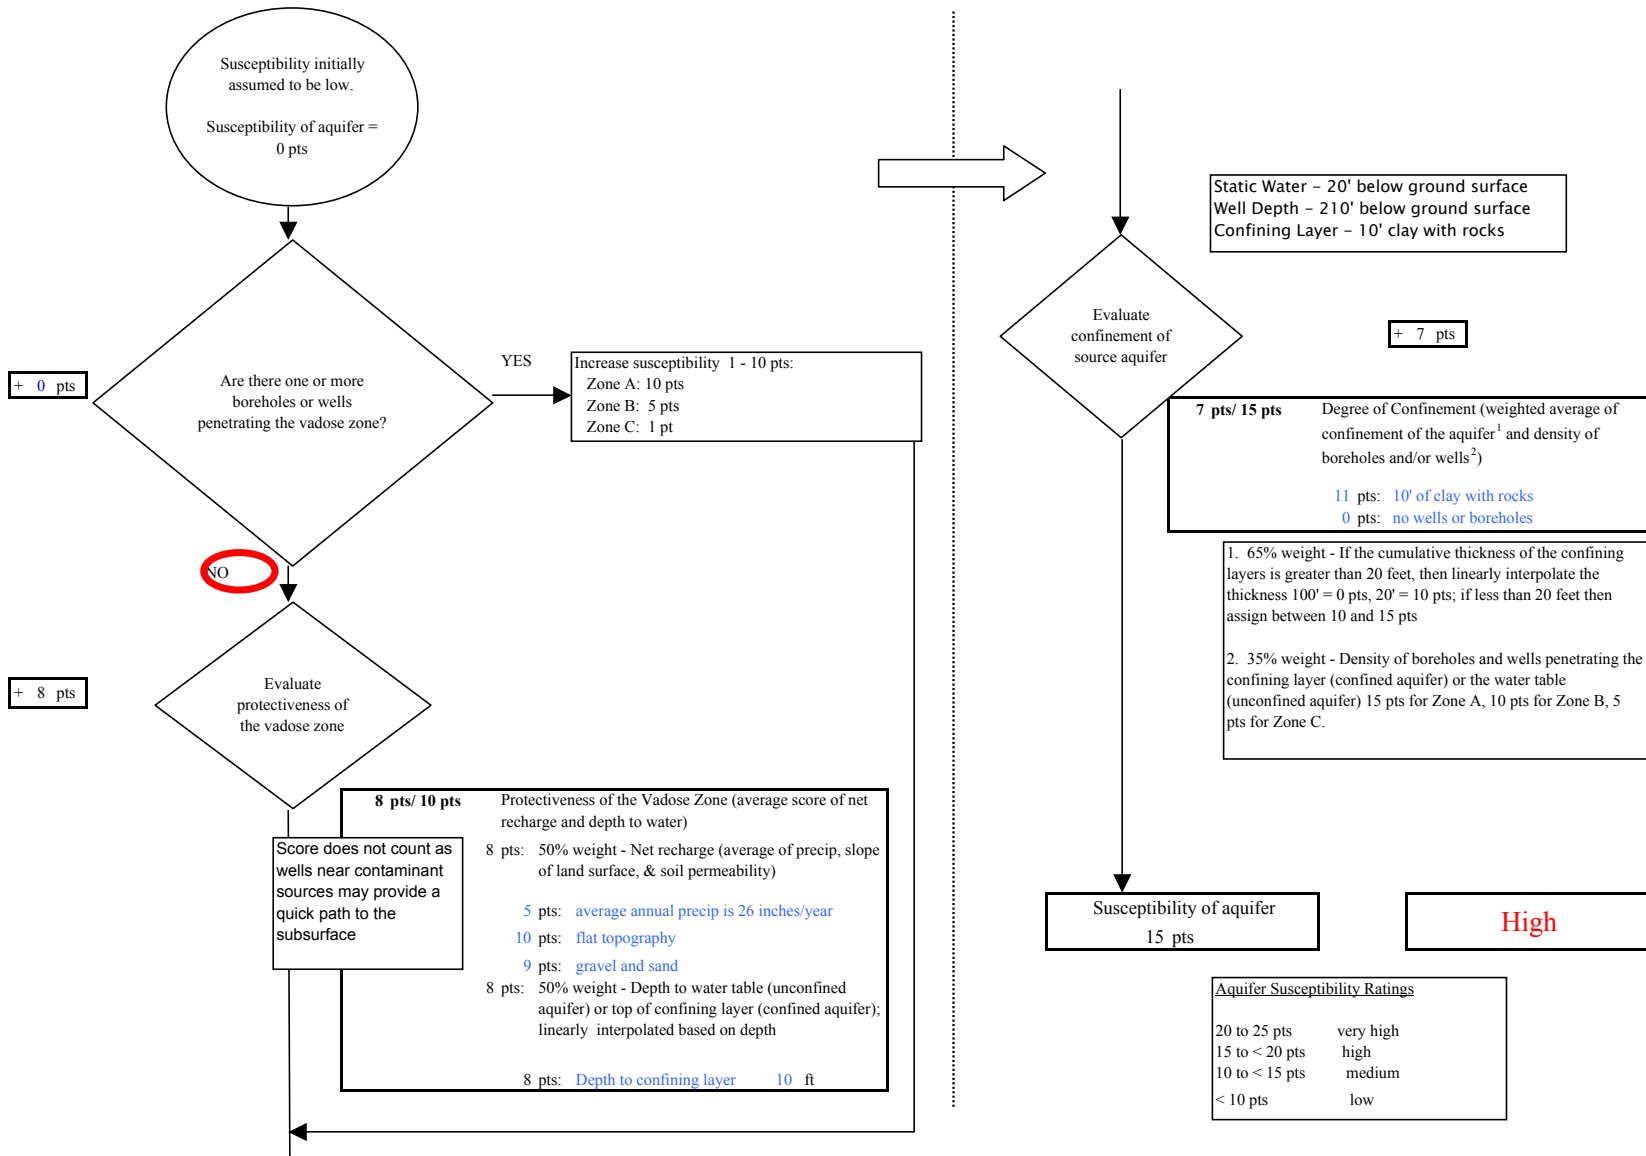 Susceptibility initially
assumed to be low.
Susceptibility of aquifer =
0 pts
+ 0 pts
Are there one or more
boreholes or wells
penetrating the vadose zone?
YES
Increase susceptibility 1 - 10 pts:
Zone A: 10 pts
Zone B: 5 pts
Zone C: 1 pt
NO
+ 8 pts
Evaluate
protectiveness of
the vadose zone
8 pts/ 10 pts
Protectiveness of the Vadose Zone (average score of net
recharge and depth to water)
Score does not count as
wells near contaminant
sources may provide a
quick path to the
subsurface
8 pts: 50% weight - Net recharge (average of precip, slope
of land surface, & soil permeability)
5 pts: average annual precip is 26 inches/year
10 pts: flat topography
9 pts: gravel and sand
8 pts: 50% weight - Depth to water table (unconfined
aquifer) or top of confining layer (confined aquifer);
linearly interpolated based on depth
8 pts: Depth to confining layer 10 ft
Static Water - 20' below ground surface
Well Depth - 210' below ground surface
Confining Layer - 10' clay with rocks
Evaluate
confinement of
source aquifer
+ 7 pts
7 pts/ 15 pts
Degree of Confinement (weighted average of
confinement of the aquifer1 and density of
boreholes and/or wells2)
11 pts: 10' of clay with rocks
0 pts: no wells or boreholes
1. 65% weight - If the cumulative thickness of the confining
layers is greater than 20 feet, then linearly interpolate the
thickness 100' = 0 pts, 20' = 10 pts; if less than 20 feet then
assign between 10 and 15 pts
2. 35% weight - Density of boreholes and wells penetrating the
confining layer (confined aquifer) or the water table
(unconfined aquifer) 15 pts for Zone A, 10 pts for Zone B, 5
pts for Zone C.
Susceptibility of aquifer
15 pts
High
Aquifer Susceptibility Ratings
20 to 25 pts very high
15 to < 20 pts high
10 to < 15 pts medium
< 10 pts low